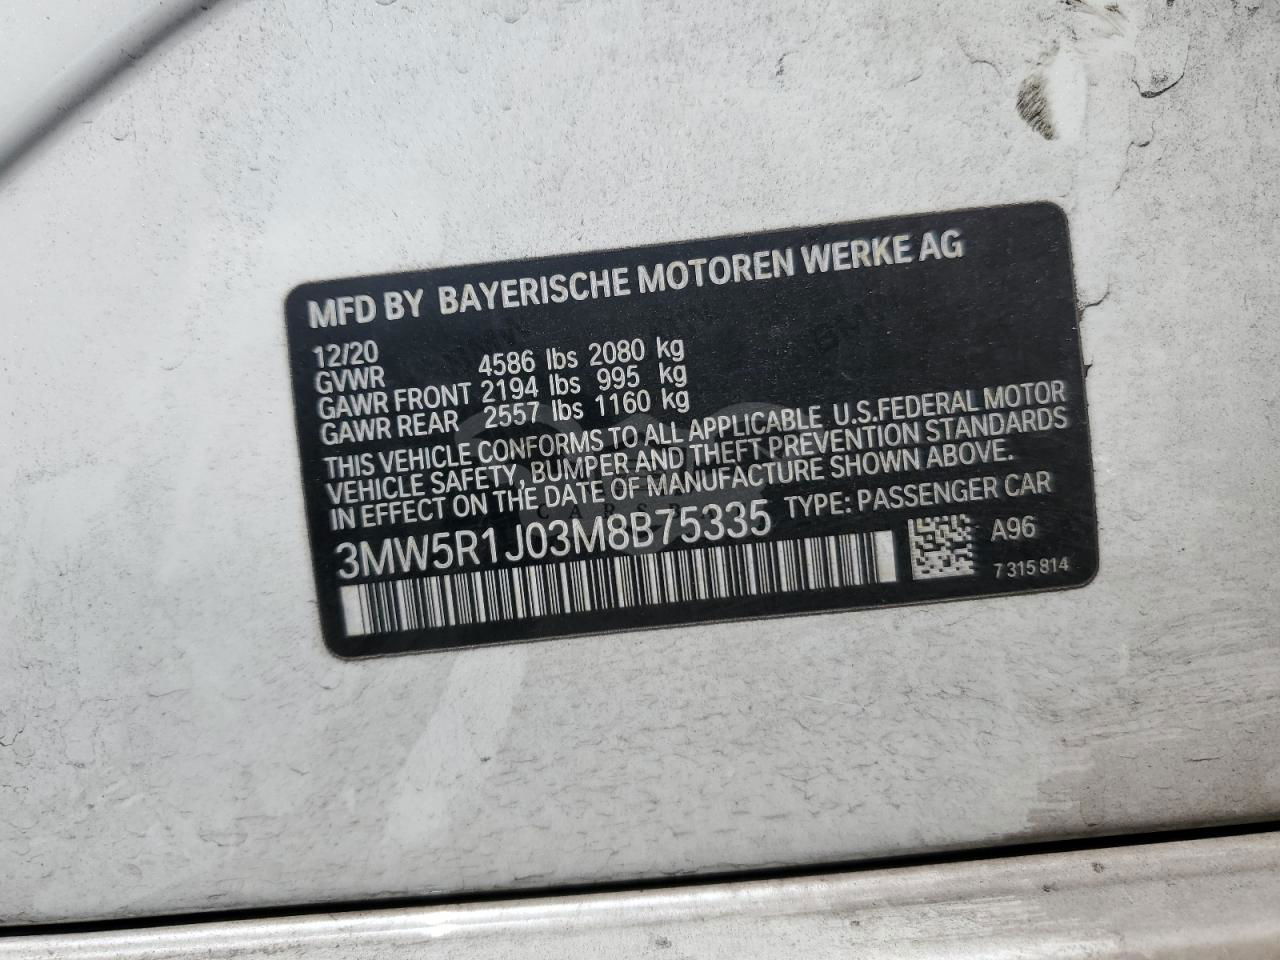 MFD BY BAYERISCHE MOTOREN WERKE AG
12/20
GVWR 4586 lbs 2080 kg
GAWR FRONT 2194 lbs 995 kg
GAWR REAR 2557 lbs 1160 kg
THIS VEHICLE CONFORMS TO ALL APPLICABLE U.S.FEDERAL MOTOR
VEHICLE SAFETY, BUMPER AND THEFT PREVENTION STANDARDS
IN EFFECT ON THE DATE OF MANUFACTURE SHOWN ABOVE.
3MW5R1J03M8B75335 TYPE: PASSENGER CAR
A96
7 315 814